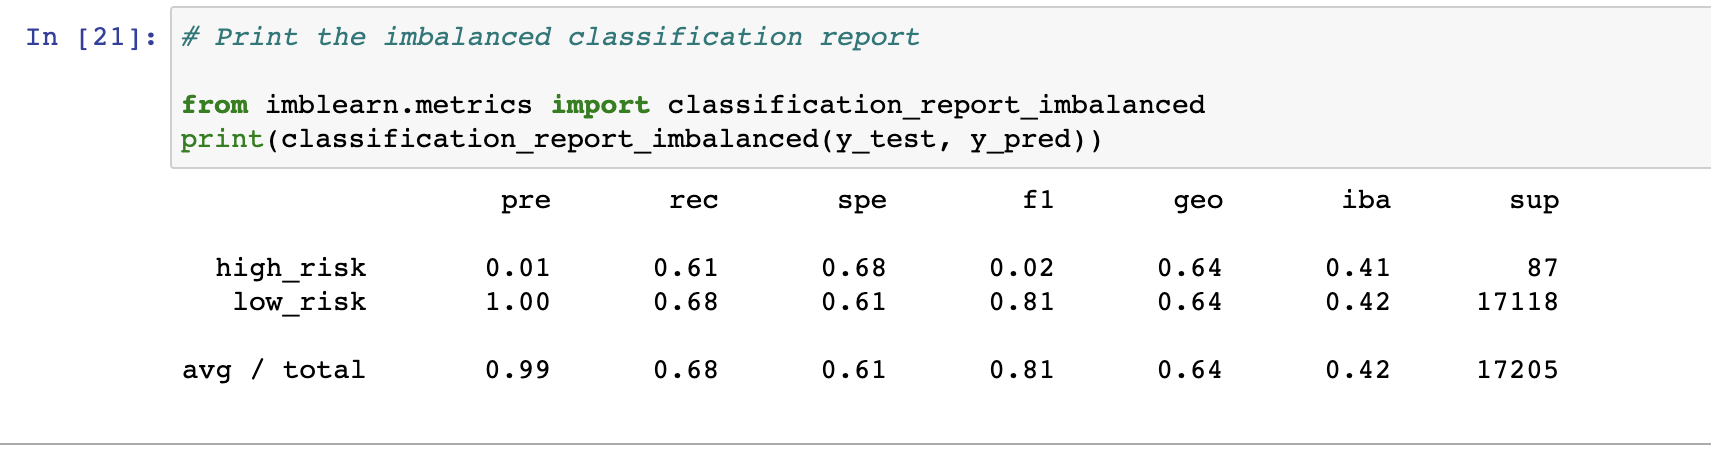 In [21]: # Print the imbalanced classification report
from imblearn.metrics import classification_report_imbalanced
print(classification_report_imbalanced(y_test, y_pred))
pre rec spe f1 geo iba sup
high_risk 0.01 0.61 0.68 0.02 0.64 0.41 87
low_risk 1.00 0.68 0.61 0.81 0.64 0.42 17118
avg / total 0.99 0.68 0.61 0.81 0.64 0.42 17205